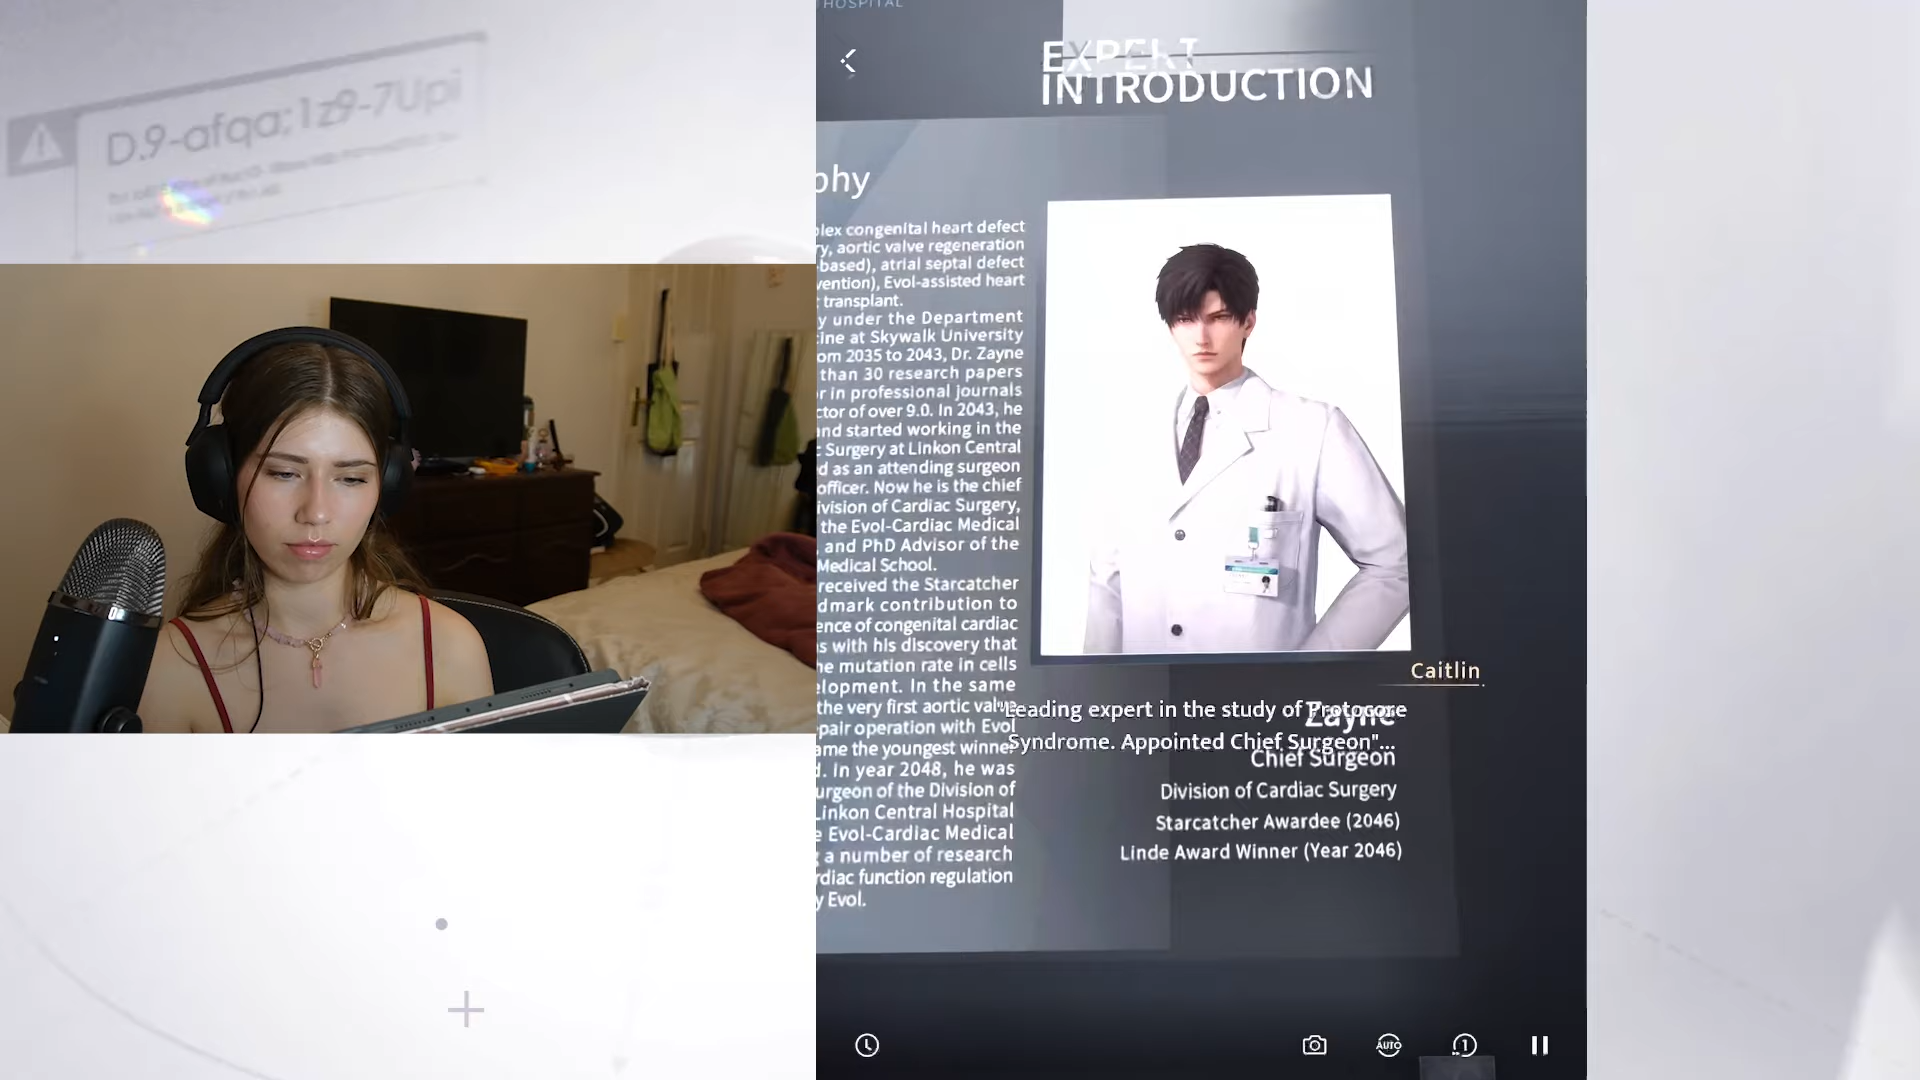 D.9-afqa;1z9-7Upi
HOSPITAL
EXPERT
INTRODUCTION
phy
plex congenital heart defect
ry, aortic valve regeneration
-based), atrial septal defect
vention), Evol-assisted heart
t transplant.
y under the Department
cine at Skywalk University
om 2035 to 2043, Dr. Zayne
than 30 research papers
r in professional journals
ctor of over 9.0. In 2043, he
and started working in the
c Surgery at Linkon Central
d as an attending surgeon
officer. Now he is the chief
ivision of Cardiac Surgery,
the Evol-Cardiac Medical
, and PhD Advisor of the
Medical School.
received the Starcatcher
dmark contribution to
ence of congenital cardiac
s with his discovery that
he mutation rate in cells
elopment. In the same
the very first aortic valve
pair operation with Evol
ame the youngest winner
d. In year 2048, he was
urgeon of the Division of
Linkon Central Hospital
e Evol-Cardiac Medical
g a number of research
rdiac function regulation
y Evol.
Caitlin
"Leading expert in the study of Protocore
Syndrome. Appointed Chief Surgeon"...
Zayne
Chief Surgeon
Division of Cardiac Surgery
Starcatcher Awardee (2046)
Linde Award Winner (Year 2046)
AUTO
1